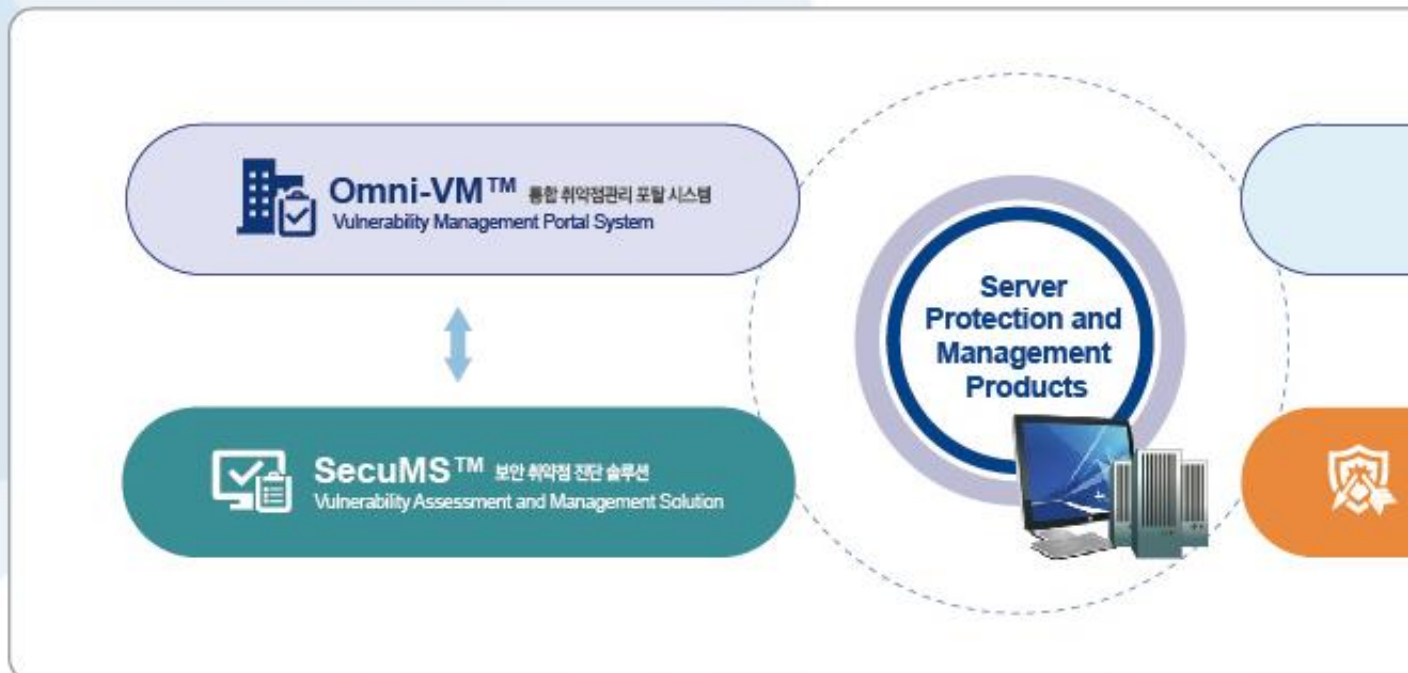 Omni-VM™ 통합 취약점관리 포탈 시스템
Vulnerability Management Portal System
SecuMS™ 보안 취약점 진단 솔루션
Vulnerability Assessment and Management Solution
Server
Protection and
Management
Products